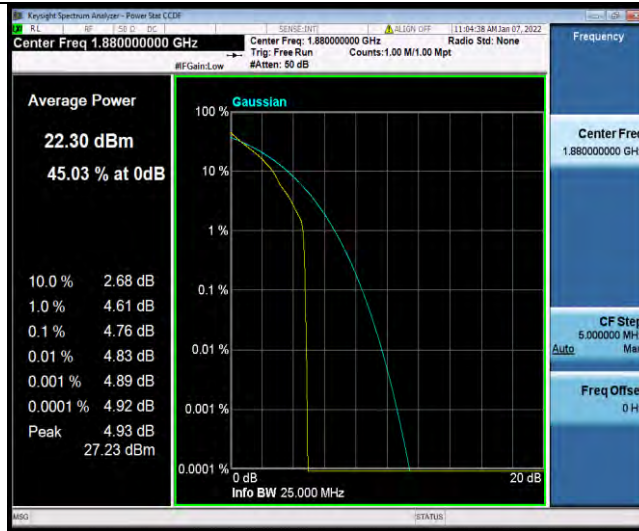 Keysight Spectrum Analyzer - Power Stat CCDF
RL RF 50 Ω DC SENSE:INT ALIGN OFF 11:04:38 AM Jan 07, 2022
Center Freq 1.880000000 GHz
Center Freq: 1.880000000 GHz Radio Std: None
Trig: Free Run Counts:1.00 M/1.00 Mpt
#IFGain:Low #Atten: 50 dB
Frequency
Average Power
22.30 dBm
45.03 % at 0dB
10.0 % 2.68 dB
1.0 % 4.61 dB
0.1 % 4.76 dB
0.01 % 4.83 dB
0.001 % 4.89 dB
0.0001 % 4.92 dB
Peak 4.93 dB
27.23 dBm
Gaussian
100 %
10 %
1 %
0.1 %
0.01 %
0.001 %
0.0001 %
0 dB 20 dB
Info BW 25.000 MHz
Center Fre
1.880000000 GH
CF Step
5.000000 MH
Auto Ma
Freq Offse
0 H
MSG STATUS